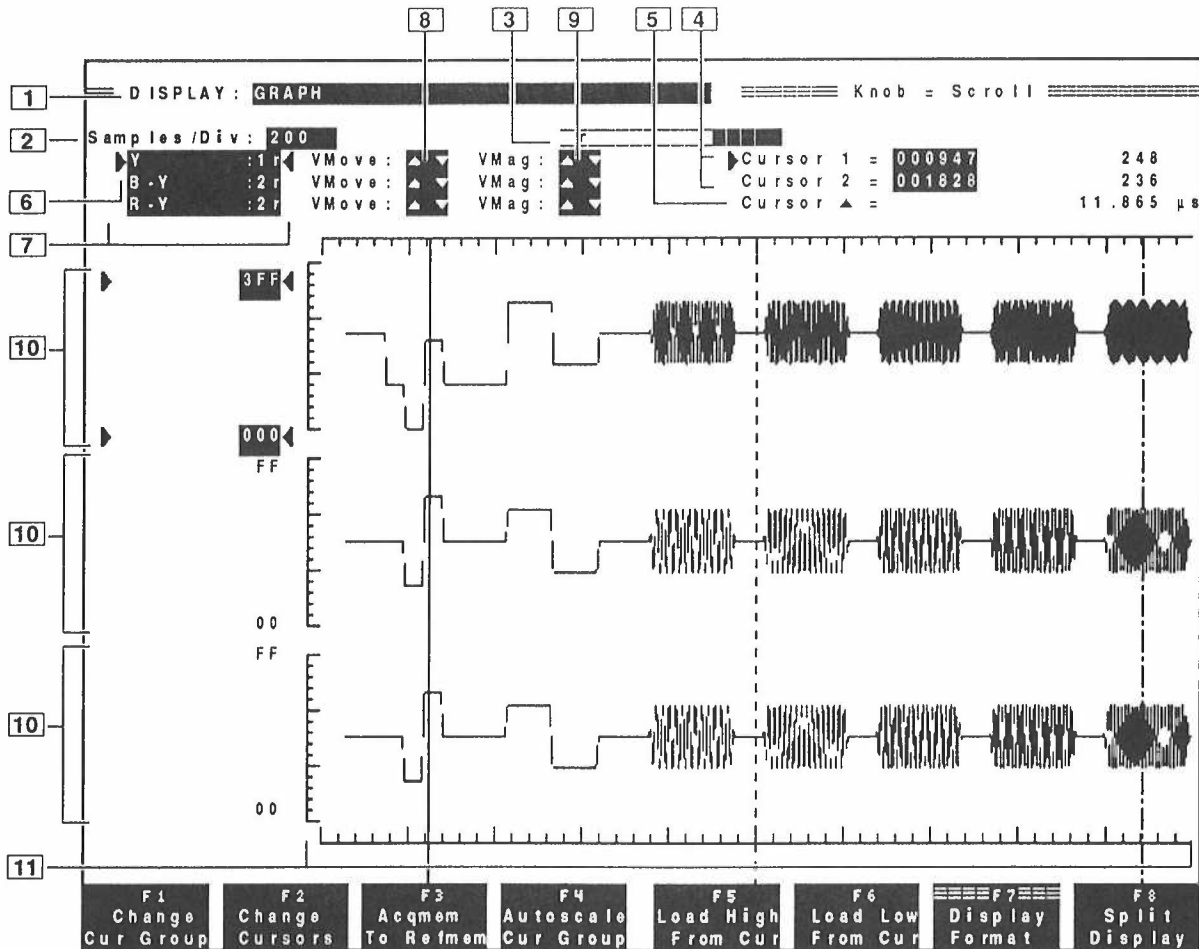 8 3 9 5 4
1 DISPLAY: GRAPH Knob = Scroll
2 Samples/Div: 200
Y :1r VMove: VMag: Cursor 1 = 000947 248
B-Y :2r VMove: VMag: Cursor 2 = 001828 236
6 R-Y :2r VMove: VMag: Cursor ▲ = 11.865 µs
7
3FF
10
000
FF
10
00
FF
10
00
11
F1 F2 F3 F4 F5 F6 F7 F8
Change Change Acqmem Autoscale Load High Load Low Display Split
Cur Group Cursors To Refmem Cur Group From Cur From Cur Format Display